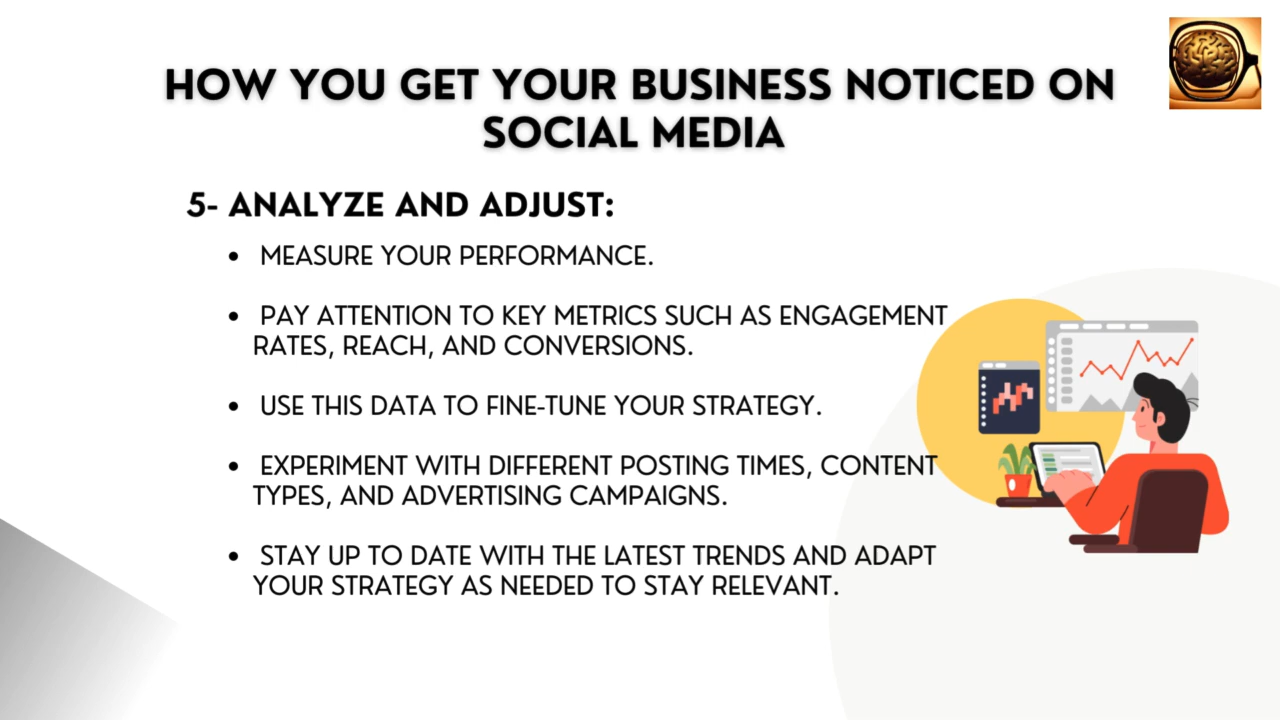 HOW YOU GET YOUR BUSINESS NOTICED ON
SOCIAL MEDIA
5- ANALYZE AND ADJUST:
• MEASURE YOUR PERFORMANCE.
• PAY ATTENTION TO KEY METRICS SUCH AS ENGAGEMENT
RATES, REACH, AND CONVERSIONS.
• USE THIS DATA TO FINE-TUNE YOUR STRATEGY.
• EXPERIMENT WITH DIFFERENT POSTING TIMES, CONTENT
TYPES, AND ADVERTISING CAMPAIGNS.
• STAY UP TO DATE WITH THE LATEST TRENDS AND ADAPT
YOUR STRATEGY AS NEEDED TO STAY RELEVANT.